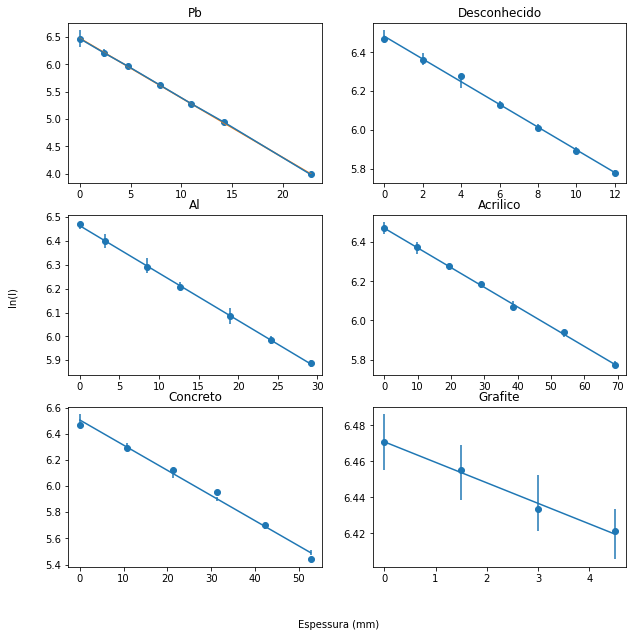 Pb
6.5
6.0
5.5
5.0
4.5
4.0
0 5 10 15 20
Desconhecido
6.4
6.2
6.0
5.8
0 2 4 6 8 10 12
Al
6.5
6.4
6.3
6.2
6.1
6.0
5.9
0 5 10 15 20 25 30
Acrilico
6.4
6.2
6.0
5.8
0 10 20 30 40 50 60 70
ln(I)
Concreto
6.6
6.4
6.2
6.0
5.8
5.6
5.4
0 10 20 30 40 50
Grafite
6.48
6.46
6.44
6.42
0 1 2 3 4
Espessura (mm)